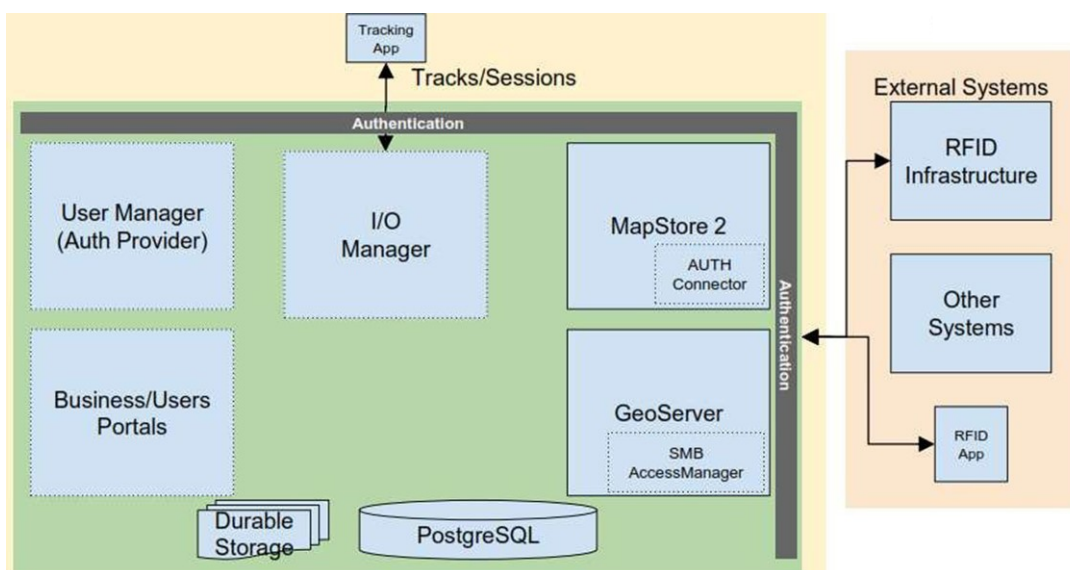 Tracking
App
Tracks/Sessions
Authentication
User Manager
(Auth Provider)
I/O
Manager
MapStore 2
AUTH
Connector
Authentication
Business/Users
Portals
GeoServer
SMB
AccessManager
Durable
Storage
PostgreSQL
External Systems
RFID
Infrastructure
Other
Systems
RFID
App